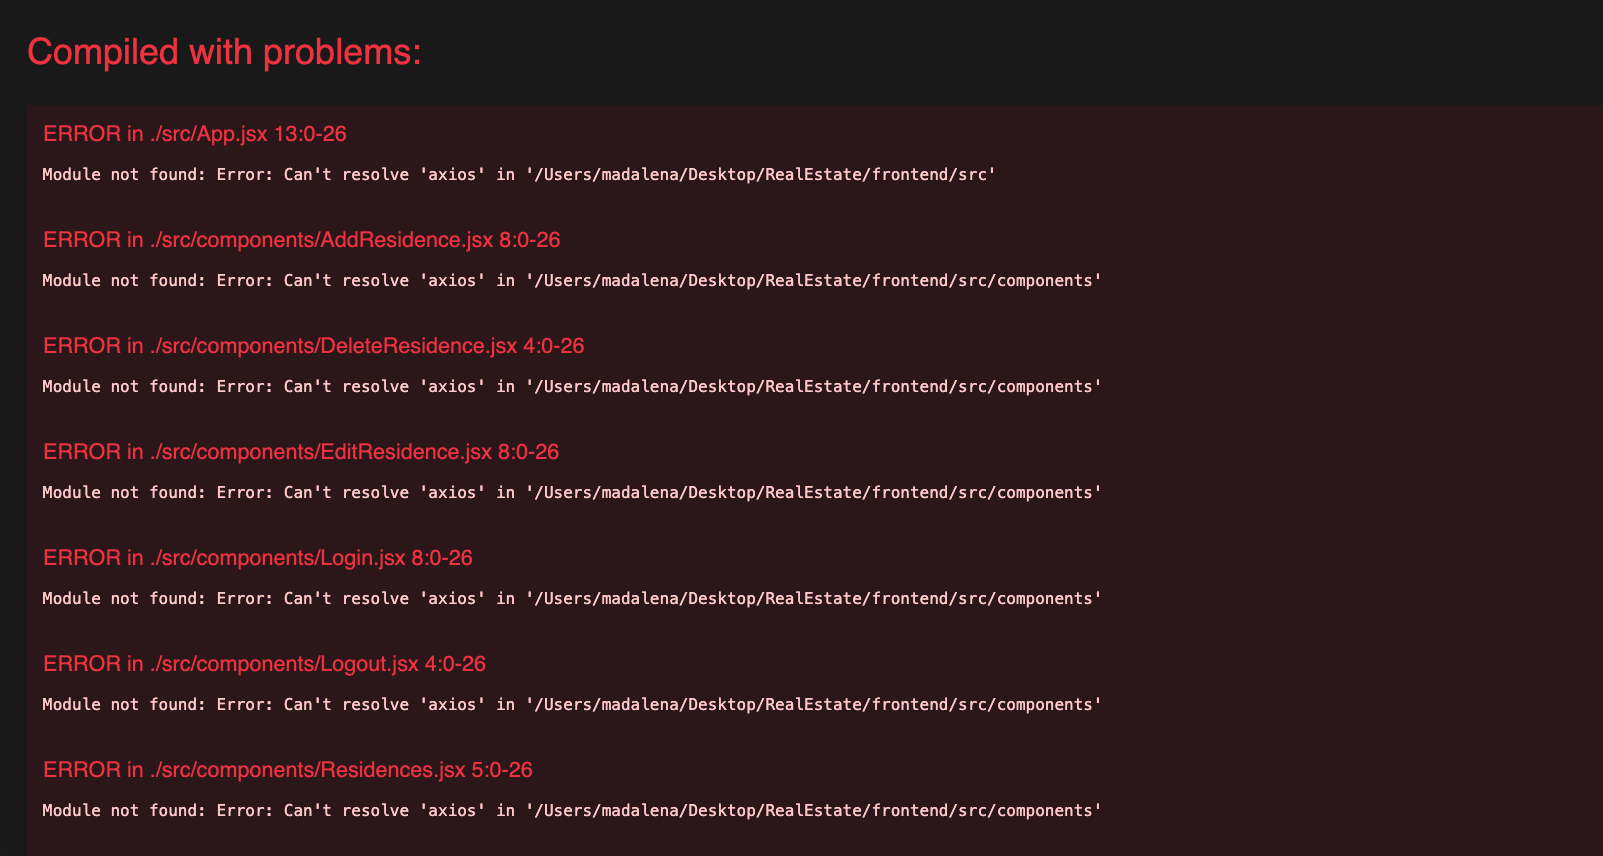 Compiled with problems:
ERROR in ./src/App.jsx 13:0-26
Module not found: Error: Can't resolve 'axios' in '/Users/madalena/Desktop/RealEstate/frontend/src'
ERROR in ./src/components/AddResidence.jsx 8:0-26
Module not found: Error: Can't resolve 'axios' in '/Users/madalena/Desktop/RealEstate/frontend/src/components'
ERROR in ./src/components/DeleteResidence.jsx 4:0-26
Module not found: Error: Can't resolve 'axios' in '/Users/madalena/Desktop/RealEstate/frontend/src/components'
ERROR in ./src/components/EditResidence.jsx 8:0-26
Module not found: Error: Can't resolve 'axios' in '/Users/madalena/Desktop/RealEstate/frontend/src/components'
ERROR in ./src/components/Login.jsx 8:0-26
Module not found: Error: Can't resolve 'axios' in '/Users/madalena/Desktop/RealEstate/frontend/src/components'
ERROR in ./src/components/Logout.jsx 4:0-26
Module not found: Error: Can't resolve 'axios' in '/Users/madalena/Desktop/RealEstate/frontend/src/components'
ERROR in ./src/components/Residences.jsx 5:0-26
Module not found: Error: Can't resolve 'axios' in '/Users/madalena/Desktop/RealEstate/frontend/src/components'